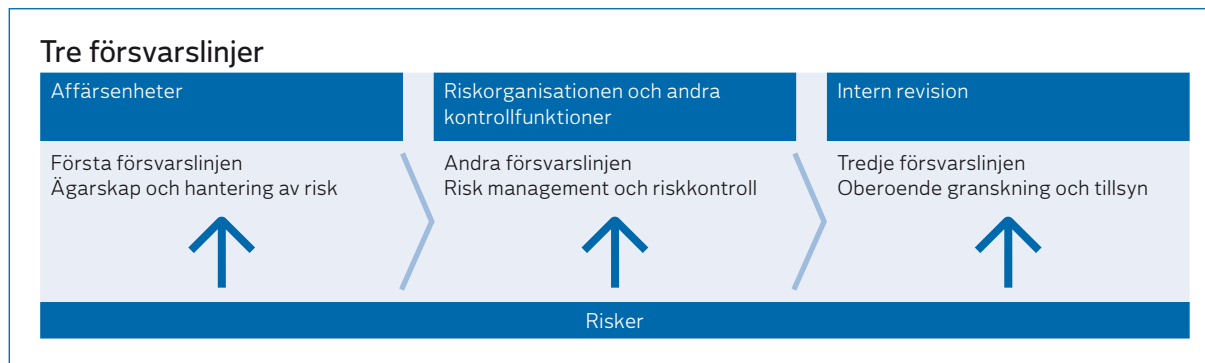 Tre försvarslinjer
Affärsenheter
Första försvarslinjen
Ägarskap och hantering av risk
Riskorganisationen och andra
kontrollfunktioner
Andra försvarslinjen
Risk management och riskkontroll
Intern revision
Tredje försvarslinjen
Oberoende granskning och tillsyn
Risker